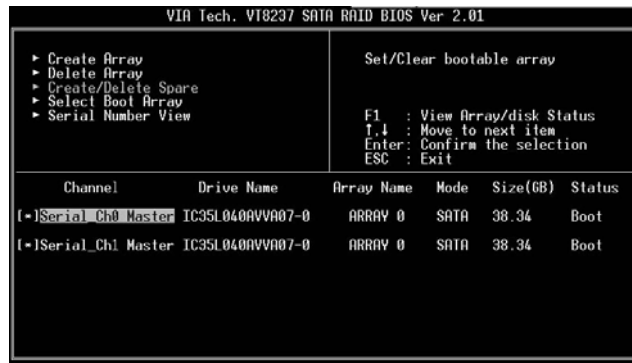 VIA Tech. VT8237 SATA RAID BIOS Ver 2.01
► Create Array
► Delete Array
► Create/Delete Spare
► Select Boot Array
► Serial Number View
Set/Clear bootable array
F1 : View Array/disk Status
↑,↓ : Move to next item
Enter: Confirm the selection
ESC : Exit
Channel Drive Name Array Name Mode Size(GB) Status
[*]Serial_Ch0 Master IC35L040AVVA07-0 ARRAY 0 SATA 38.34 Boot
[*]Serial_Ch1 Master IC35L040AVVA07-0 ARRAY 0 SATA 38.34 Boot